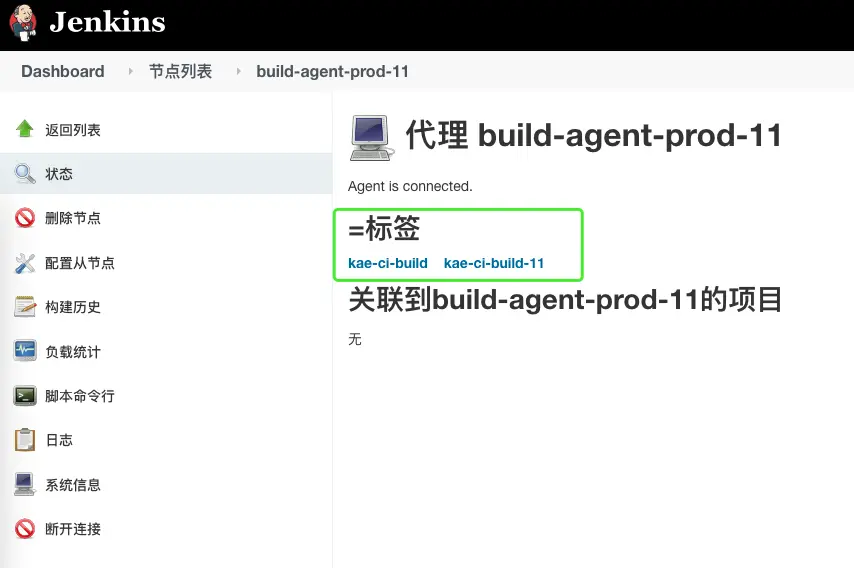 Jenkins
Dashboard 节点列表 build-agent-prod-11
返回列表
状态
删除节点
配置从节点
构建历史
负载统计
脚本命令行
日志
系统信息
断开连接
代理 build-agent-prod-11
Agent is connected.
=标签
kae-ci-build kae-ci-build-11
关联到build-agent-prod-11的项目
无